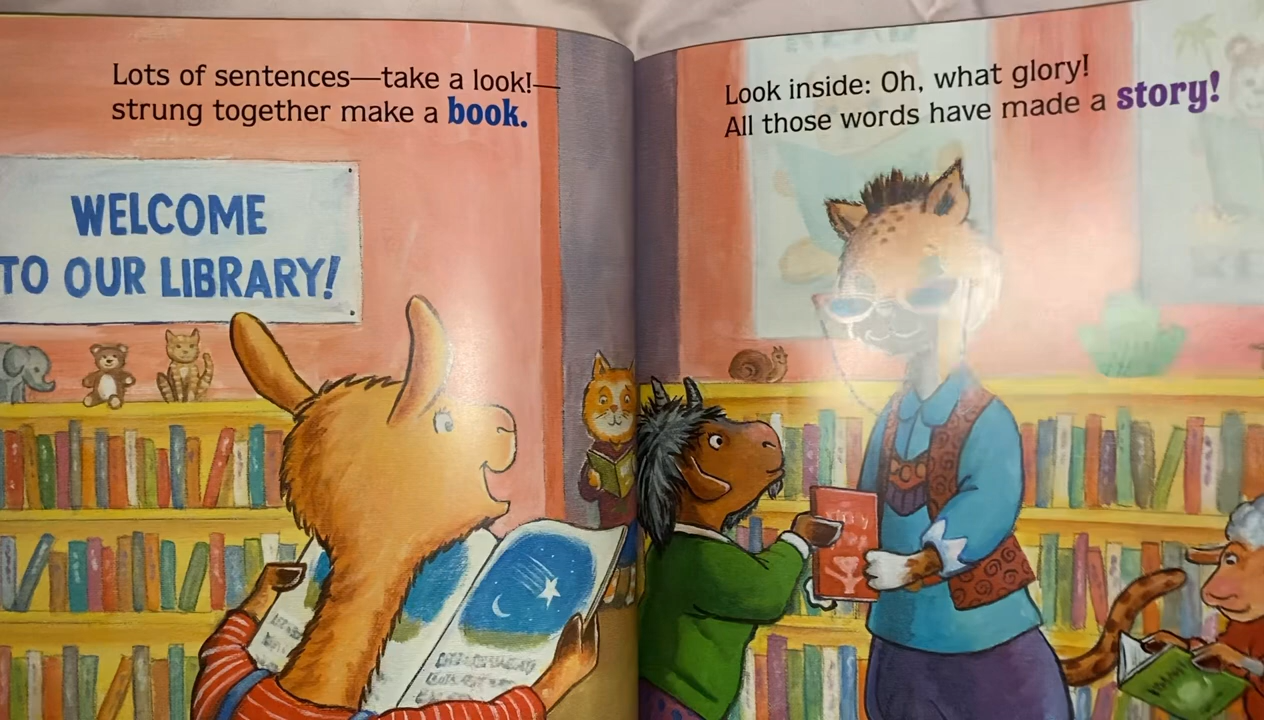 Lots of sentences—take a look!—
strung together make a book.
WELCOME
TO OUR LIBRARY!
Look inside: Oh, what glory!
All those words have made a story!